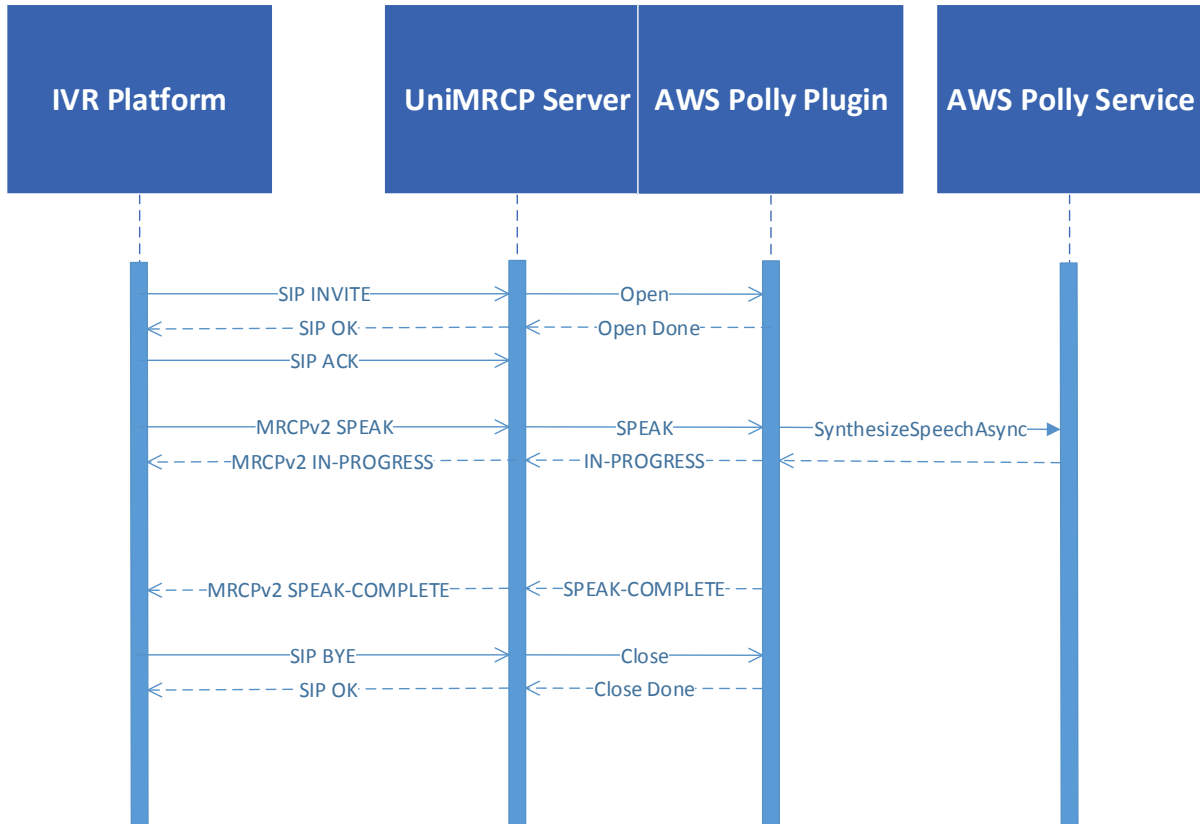 IVR Platform
UniMRCP Server
AWS Polly Plugin
AWS Polly Service
SIP INVITE
Open
SIP OK
Open Done
SIP ACK
MRCPv2 SPEAK
SPEAK
SynthesizeSpeechAsync
MRCPv2 IN-PROGRESS
IN-PROGRESS
MRCPv2 SPEAK-COMPLETE
SPEAK-COMPLETE
SIP BYE
Close
SIP OK
Close Done